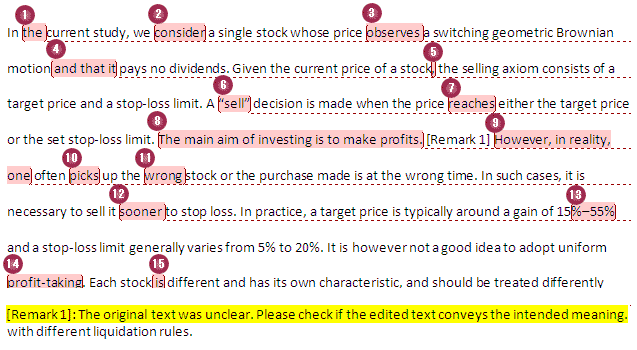 1 2 3
In the current study, we consider a single stock whose price observes a switching geometric Brownian
4 5
motion and that it pays no dividends. Given the current price of a stock, the selling axiom consists of a
6 7
target price and a stop-loss limit. A "sell" decision is made when the price reaches either the target price
8 9
or the set stop-loss limit. The main aim of investing is to make profits. [Remark 1] However, in reality,
10 11
one often picks up the wrong stock or the purchase made is at the wrong time. In such cases, it is
12 13
necessary to sell it sooner to stop loss. In practice, a target price is typically around a gain of 15%–55%
and a stop-loss limit generally varies from 5% to 20%. It is however not a good idea to adopt uniform
14 15
profit-taking. Each stock is different and has its own characteristic, and should be treated differently
[Remark 1]: The original text was unclear. Please check if the edited text conveys the intended meaning.
with different liquidation rules.